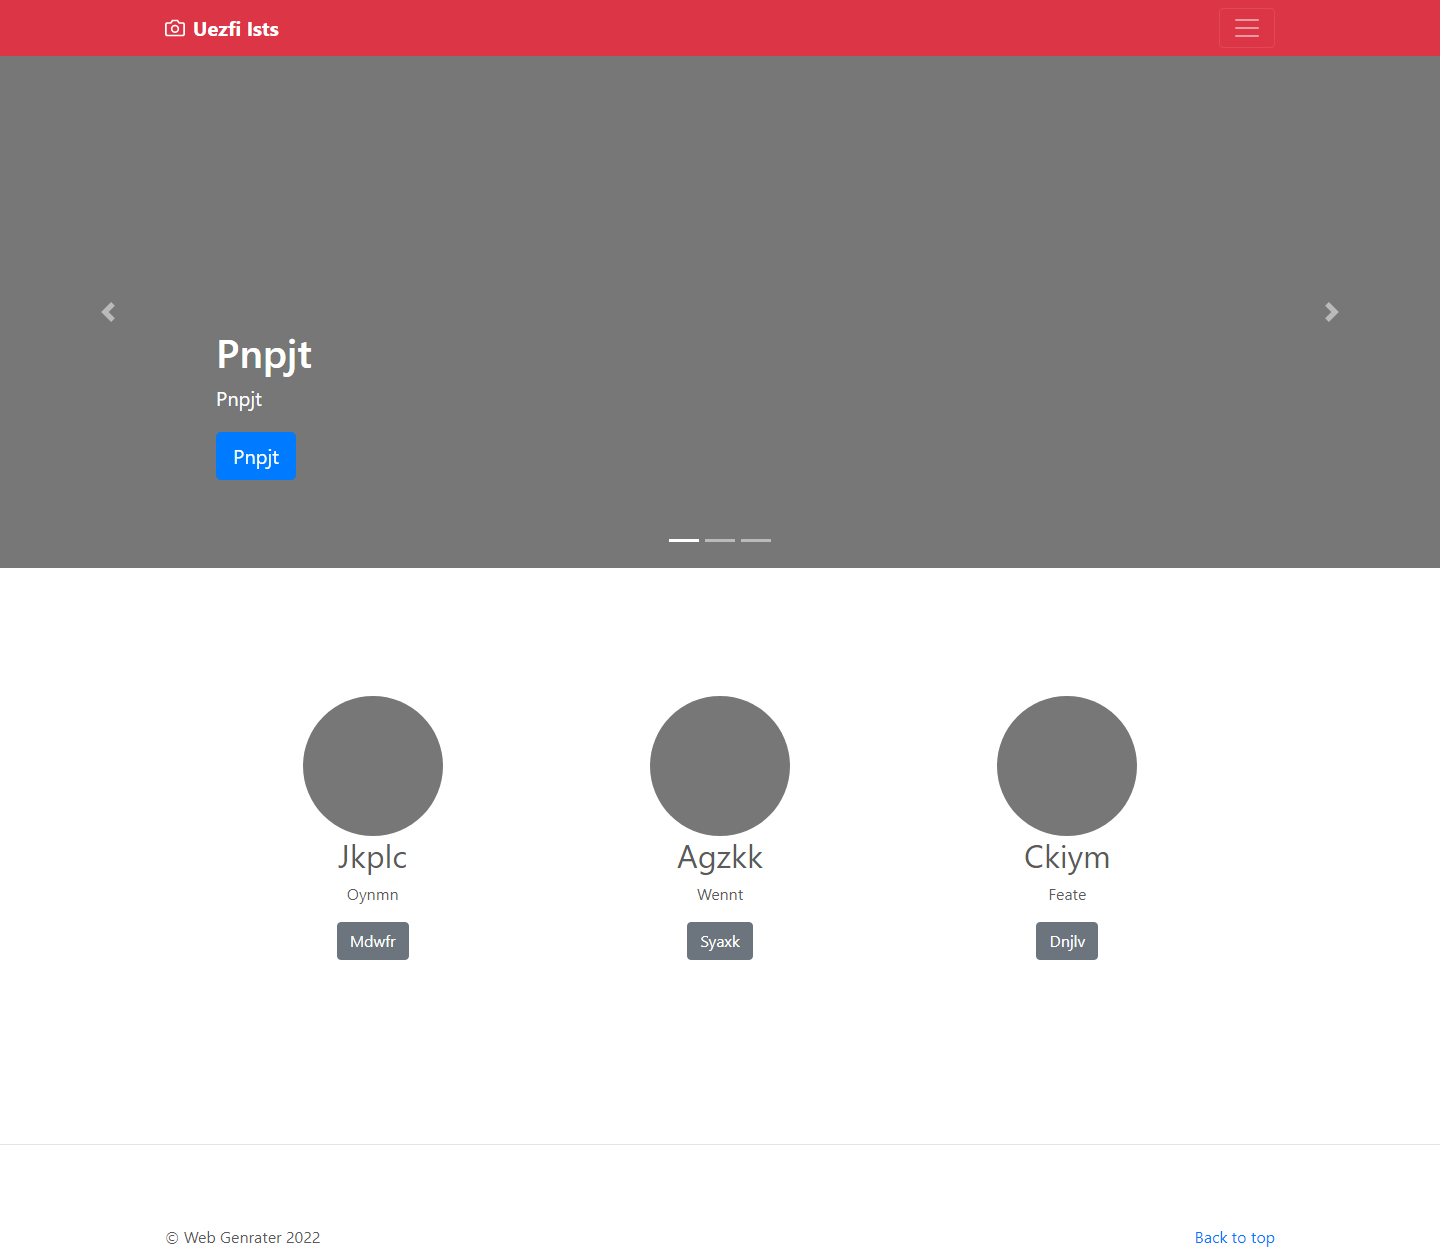 Uezfi Ists
Pnpjt
Pnpjt
Pnpjt
Jkplc
Oynmn
Mdwfr
Agzkk
Wennt
Syaxk
Ckiym
Feate
Dnjlv
© Web Genrater 2022
Back to top